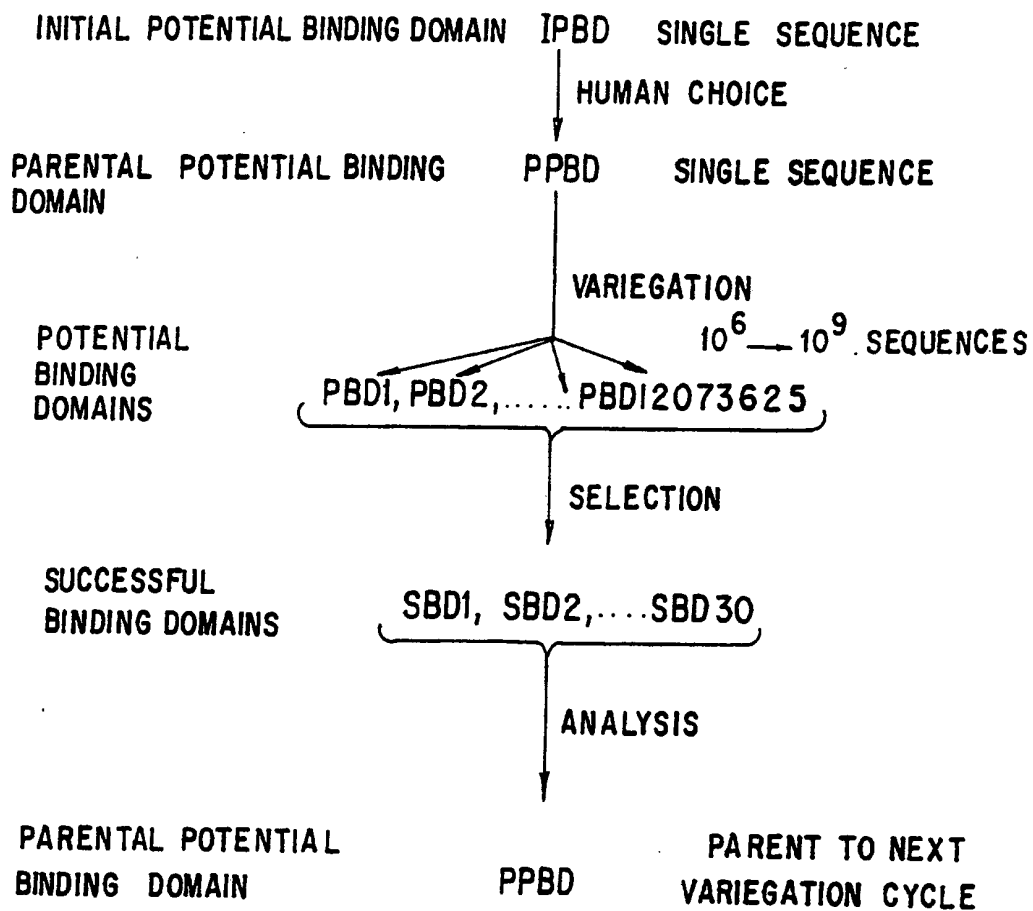 INITIAL POTENTIAL BINDING DOMAIN IPBD SINGLE SEQUENCE
HUMAN CHOICE
PARENTAL POTENTIAL BINDING DOMAIN PPBD SINGLE SEQUENCE
VARIEGATION
POTENTIAL BINDING DOMAINS
10^6 → 10^9 . SEQUENCES
PBD1, PBD2, ...... PBD12073625
SELECTION
SUCCESSFUL BINDING DOMAINS
SBD1, SBD2, .... SBD30
ANALYSIS
PARENTAL POTENTIAL BINDING DOMAIN
PPBD
PARENT TO NEXT VARIEGATION CYCLE